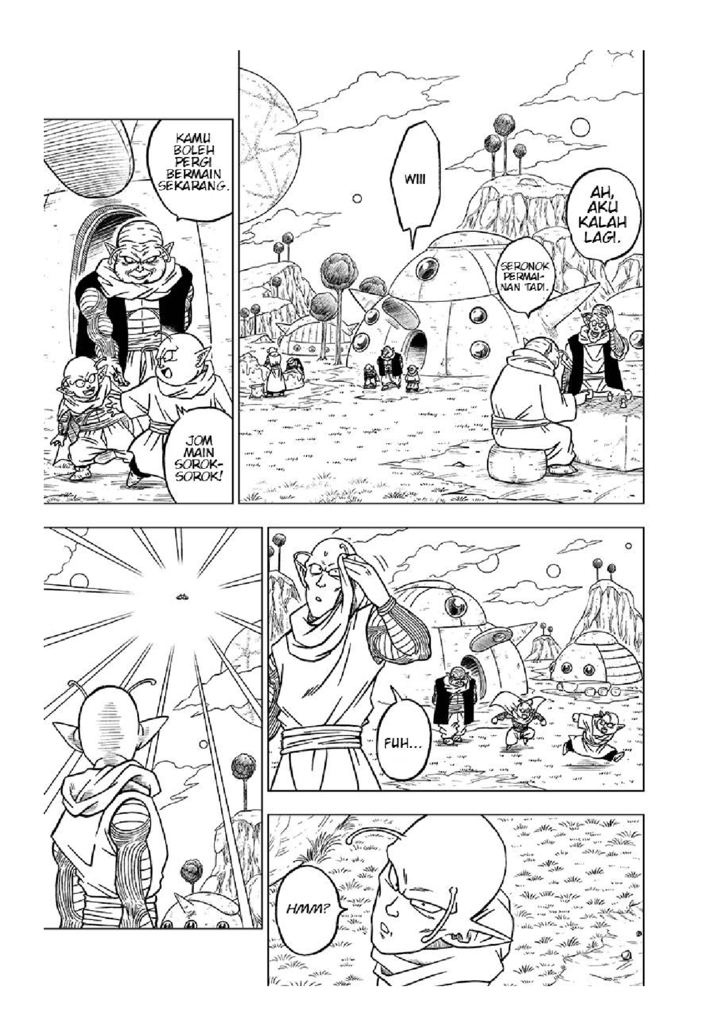 WIII
AH,
AKU
KALAH
LAGI.
SERONOK
PERMAI-
NAN TADI.
KAMU
BOLEH
PERGI
BERMAIN
SEKARANG.
JOM
MAIN
SOROK-
SOROK!
FUH...
HMM?